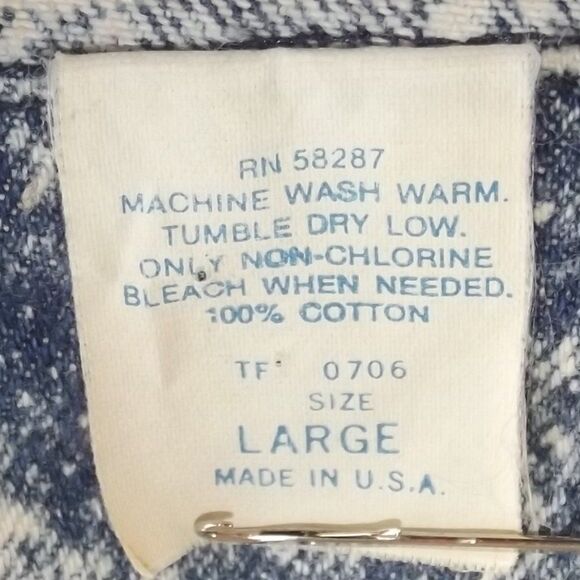 RN 58287
MACHINE WASH WARM.
TUMBLE DRY LOW.
ONLY NON-CHLORINE
BLEACH WHEN NEEDED.
100% COTTON
TF 0706
SIZE
LARGE
MADE IN U.S.A.